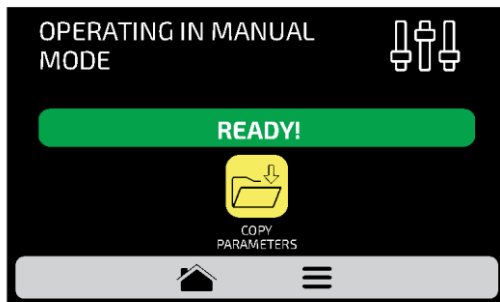 OPERATING IN MANUAL
MODE
READY!
COPY
PARAMETERS